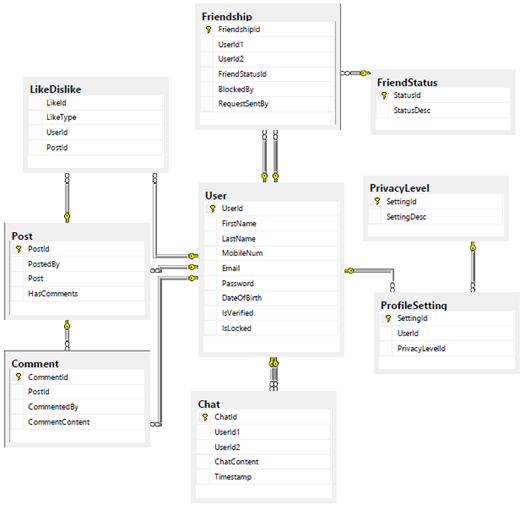 Friendship
FriendshipId
UserId1
UserId2
FriendStatusId
BlockedBy
RequestSentBy
FriendStatus
StatusId
StatusDesc
LikeDislike
LikeId
LikeType
UserId
PostId
User
UserId
FirstName
LastName
MobileNum
Email
Password
DateOfBirth
IsVerified
IsLocked
PrivacyLevel
SettingId
SettingDesc
Post
PostId
PostedBy
Post
HasComments
ProfileSetting
SettingId
UserId
PrivacyLevelId
Comment
CommentId
PostId
CommentedBy
CommentContent
Chat
ChatId
UserId1
UserId2
ChatContent
Timestamp